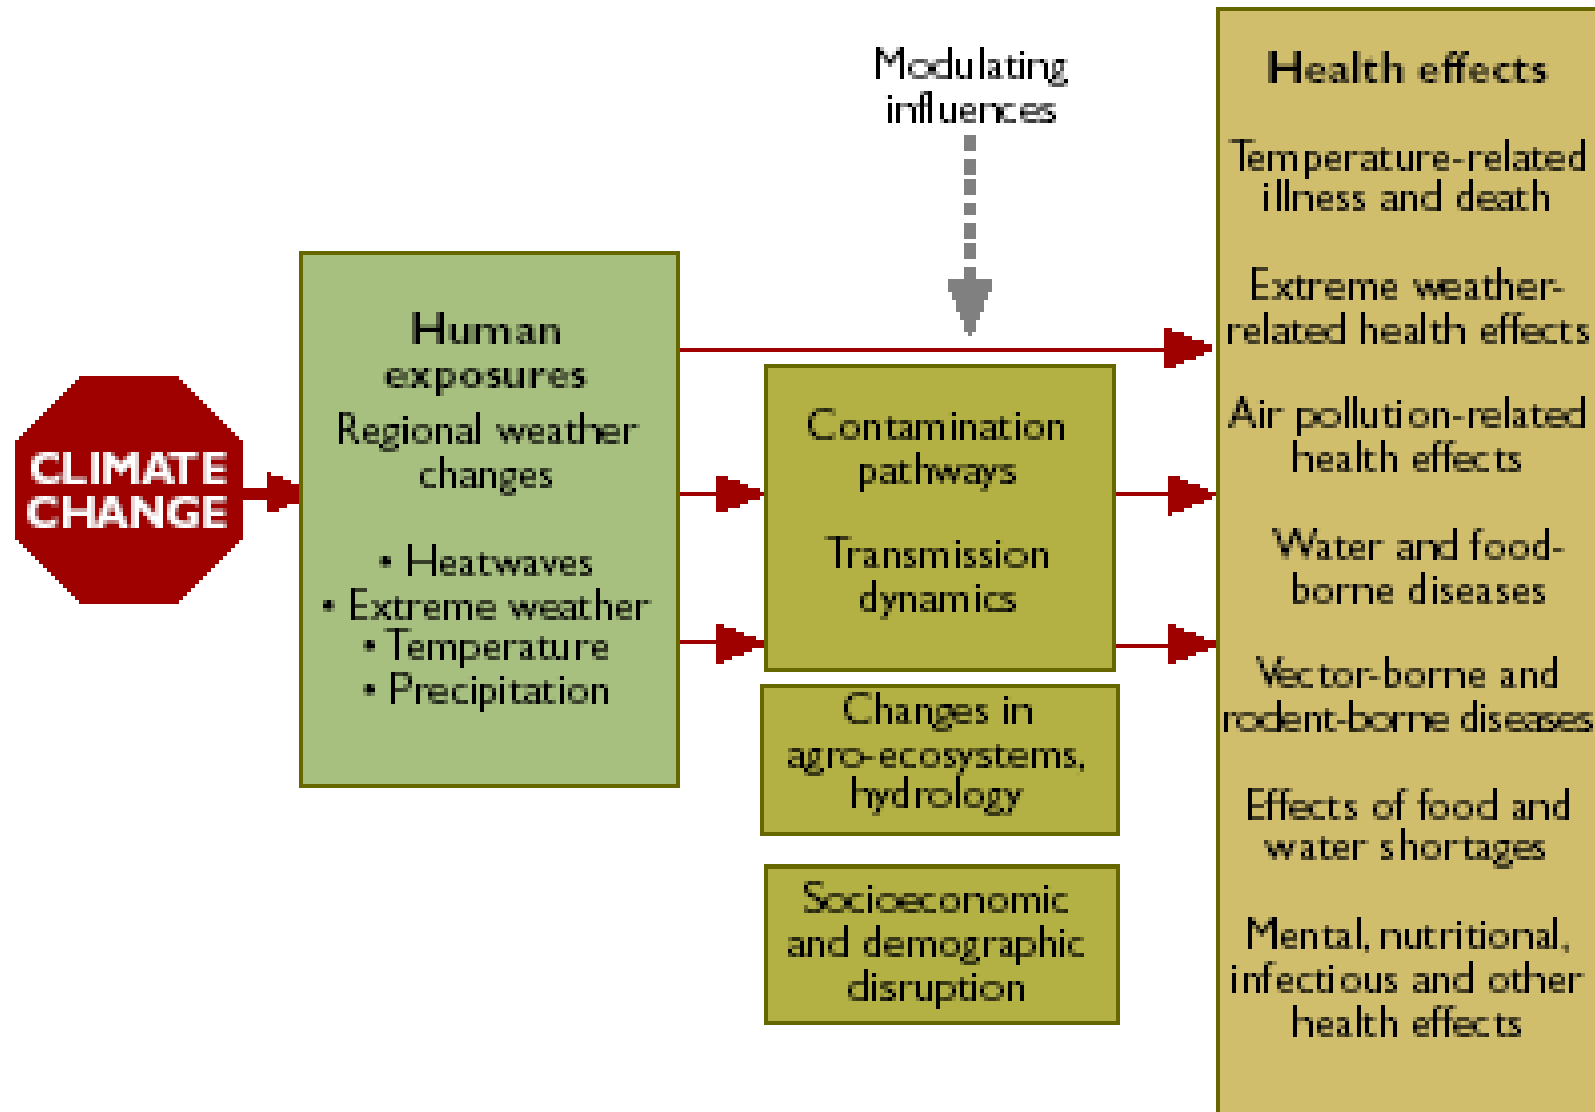 Modulating
influences
CLIMATE
CHANGE
Human
exposures
Regional weather
changes
• Heatwaves
• Extreme weather
• Temperature
• Precipitation
Contamination
pathways
Transmission
dynamics
Changes in
agro-ecosystems,
hydrology
Socioeconomic
and demographic
disruption
Health effects
Temperature-related
illness and death
Extreme weather-
related health effects
Air pollution-related
health effects
Water and food-
borne diseases
Vector-borne and
rodent-borne diseases
Effects of food and
water shortages
Mental, nutritional,
infectious and other
health effects